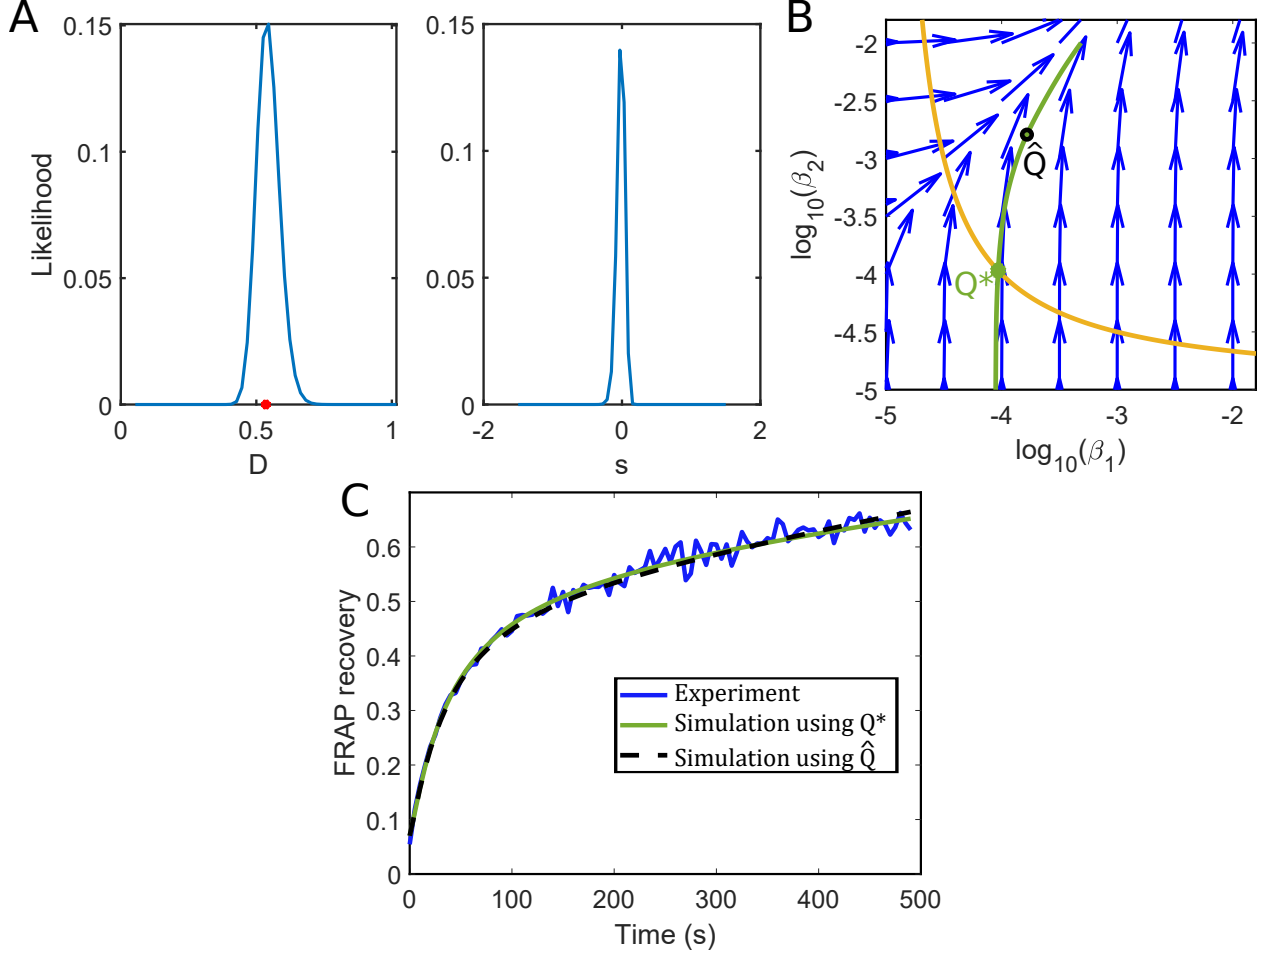 A
0.15
0.1
0.05
0
Likelihood
0
0.5
1
D
0.15
0.1
0.05
0
-2
0
2
s
B
-2
-2.5
-3
-3.5
-4
-4.5
-5
log10(β2)
Q̂
Q*
-5
-4
-3
-2
log10(β1)
C
0.6
0.5
0.4
0.3
0.2
0.1
0
FRAP recovery
Experiment
Simulation using Q*
Simulation using Q̂
0
100
200
300
400
500
Time (s)